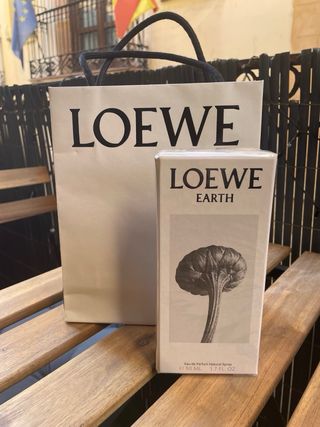 LOEWE
LOEWE
EARTH
Eau de Parfum Natural Spray
50 ML 1.7 FL. OZ